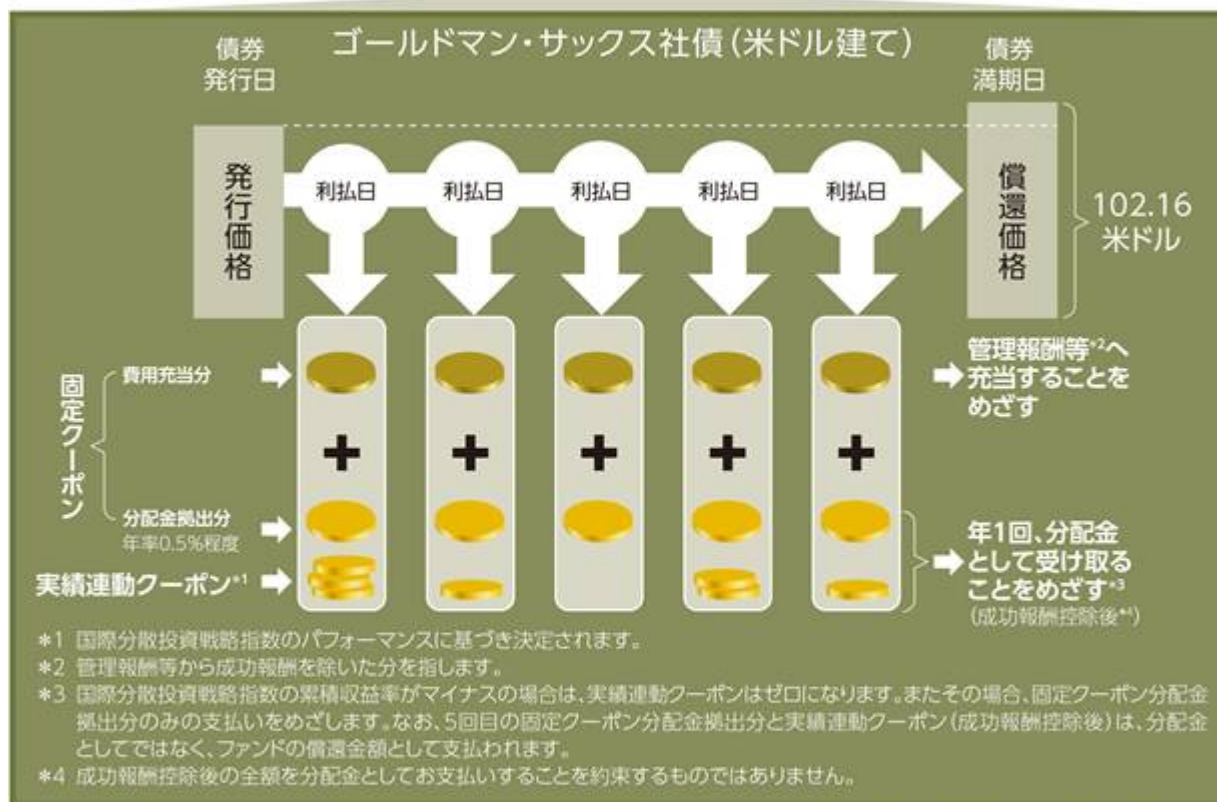 ゴールドマン・サックス社債（米ドル建て）
債券
発行日
債券
満期日
発行価格
利払日
利払日
利払日
利払日
利払日
償還価格
102.16
米ドル
固定クーポン
費用充当分
管理報酬等*2へ
充当することを
めざす
+
+
+
+
+
分配金拠出分
年率0.5%程度
実績連動クーポン*1
年1回、分配金
として受け取る
ことをめざす*3
（成功報酬控除後*4）
*1 国際分散投資戦略指数のパフォーマンスに基づき決定されます。
*2 管理報酬等から成功報酬を除いた分を指します。
*3 国際分散投資戦略指数の累積収益率がマイナスの場合は、実績連動クーポンはゼロになります。またその場合、固定クーポン分配金
拠出分のみの支払いをめざします。なお、5回目の固定クーポン分配金拠出分と実績連動クーポン（成功報酬控除後）は、分配金
としてではなく、ファンドの償還金額として支払われます。
*4 成功報酬控除後の全額を分配金としてお支払いすることを約束するものではありません。